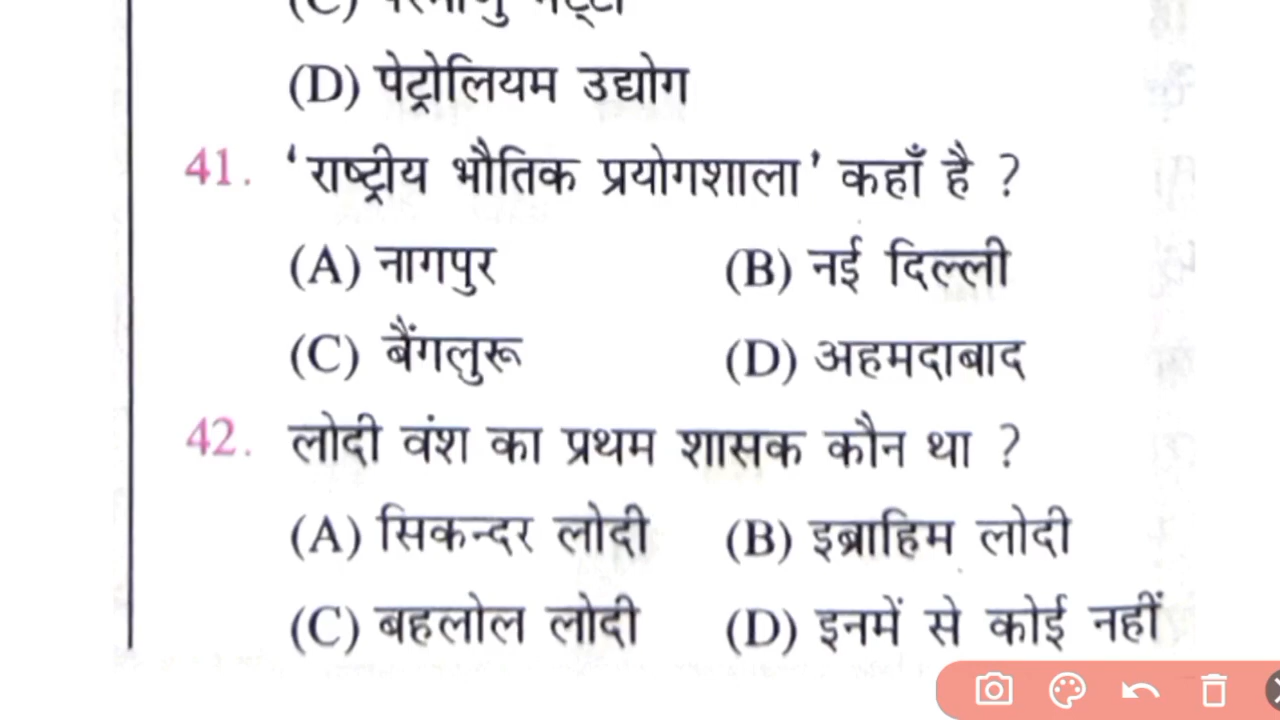 (D) पेट्रोलियम उद्योग
41. ‘राष्ट्रीय भौतिक प्रयोगशाला’ कहाँ है ?
(A) नागपुर (B) नई दिल्ली
(C) बैंगलुरू (D) अहमदाबाद
42. लोदी वंश का प्रथम शासक कौन था ?
(A) सिकन्दर लोदी (B) इब्राहिम लोदी
(C) बहलोल लोदी (D) इनमें से कोई नहीं